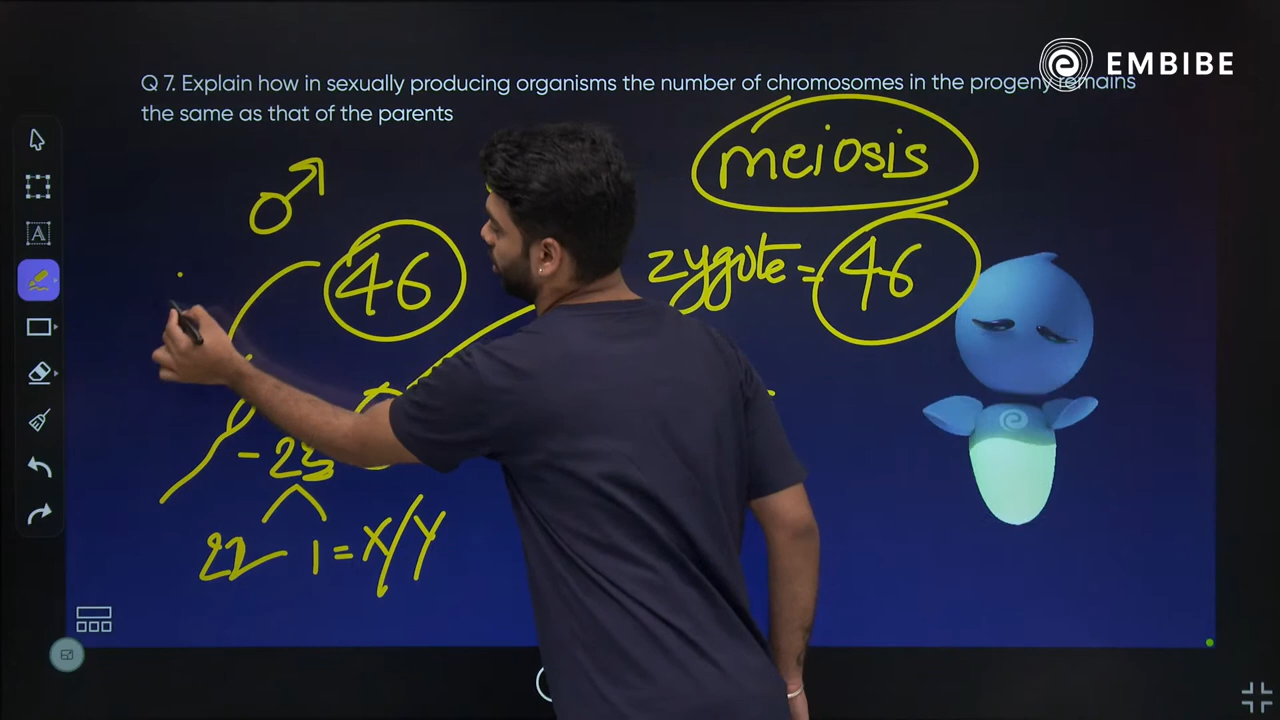 EMBIBE
Q 7. Explain how in sexually producing organisms the number of chromosomes in the progeny remains
the same as that of the parents
meiosis
46
zygote = 46
- 23
22 1 = X/Y